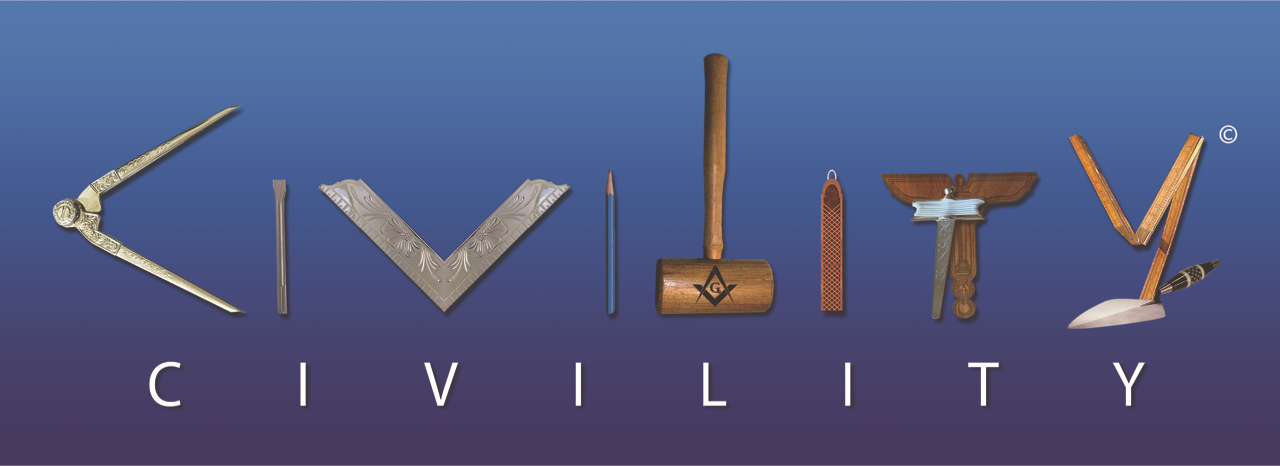 CIVILITY
©
G
C I V I L I T Y